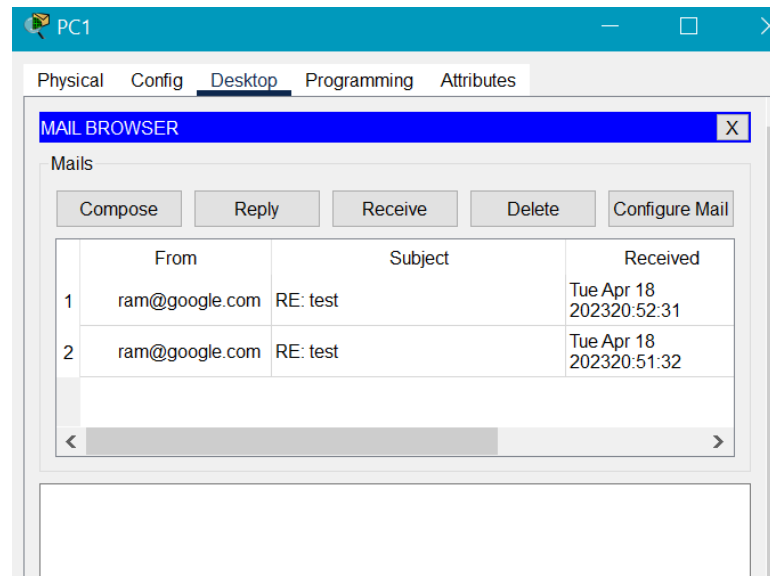 PC1
Physical Config Desktop Programming Attributes
MAIL BROWSER X
Mails
Compose Reply Receive Delete Configure Mail
From Subject Received
1 ram@google.com RE: test Tue Apr 18
202320:52:31
2 ram@google.com RE: test Tue Apr 18
202320:51:32